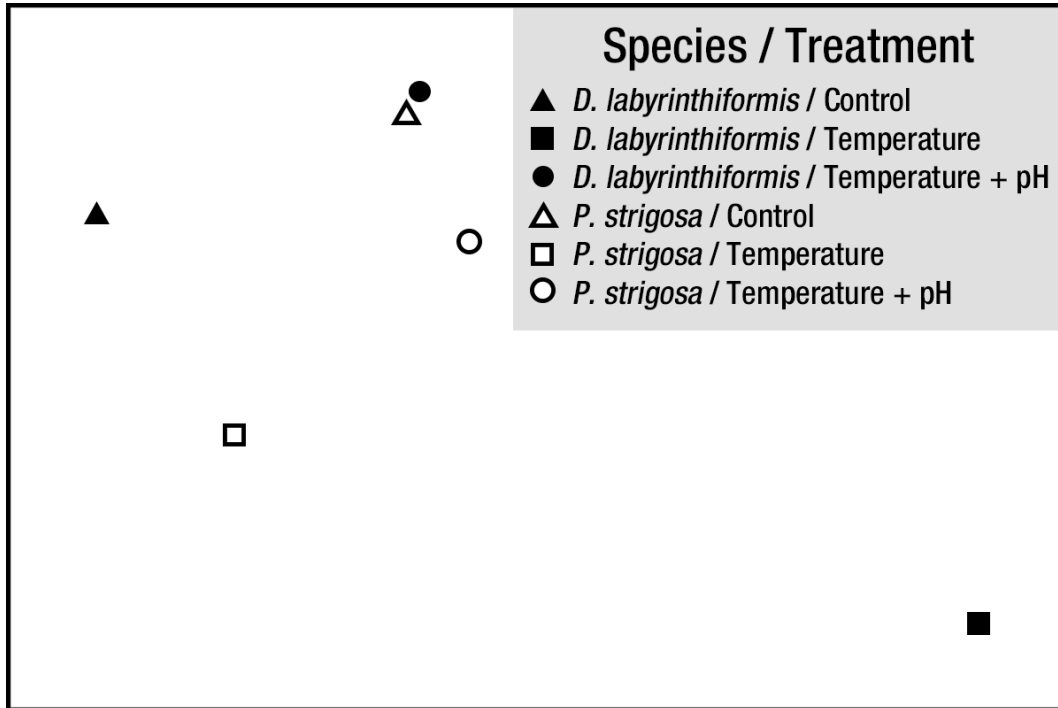 Species / Treatment
D. labyrinthiformis / Control
D. labyrinthiformis / Temperature
D. labyrinthiformis / Temperature + pH
P. strigosa / Control
P. strigosa / Temperature
P. strigosa / Temperature + pH